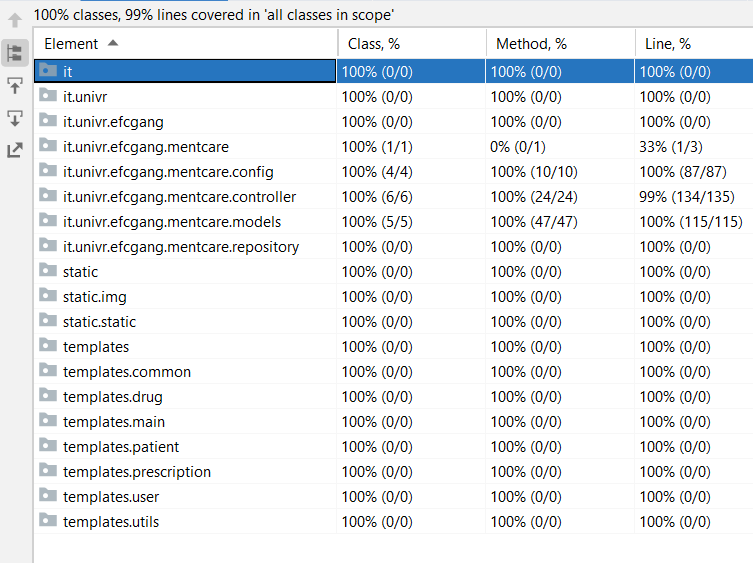 100% classes, 99% lines covered in 'all classes in scope'
Element Class, % Method, % Line, %
it 100% (0/0) 100% (0/0) 100% (0/0)
it.univr 100% (0/0) 100% (0/0) 100% (0/0)
it.univr.efcgang 100% (0/0) 100% (0/0) 100% (0/0)
it.univr.efcgang.mentcare 100% (1/1) 0% (0/1) 33% (1/3)
it.univr.efcgang.mentcare.config 100% (4/4) 100% (10/10) 100% (87/87)
it.univr.efcgang.mentcare.controller 100% (6/6) 100% (24/24) 99% (134/135)
it.univr.efcgang.mentcare.models 100% (5/5) 100% (47/47) 100% (115/115)
it.univr.efcgang.mentcare.repository 100% (0/0) 100% (0/0) 100% (0/0)
static 100% (0/0) 100% (0/0) 100% (0/0)
static.img 100% (0/0) 100% (0/0) 100% (0/0)
static.static 100% (0/0) 100% (0/0) 100% (0/0)
templates 100% (0/0) 100% (0/0) 100% (0/0)
templates.common 100% (0/0) 100% (0/0) 100% (0/0)
templates.drug 100% (0/0) 100% (0/0) 100% (0/0)
templates.main 100% (0/0) 100% (0/0) 100% (0/0)
templates.patient 100% (0/0) 100% (0/0) 100% (0/0)
templates.prescription 100% (0/0) 100% (0/0) 100% (0/0)
templates.user 100% (0/0) 100% (0/0) 100% (0/0)
templates.utils 100% (0/0) 100% (0/0) 100% (0/0)